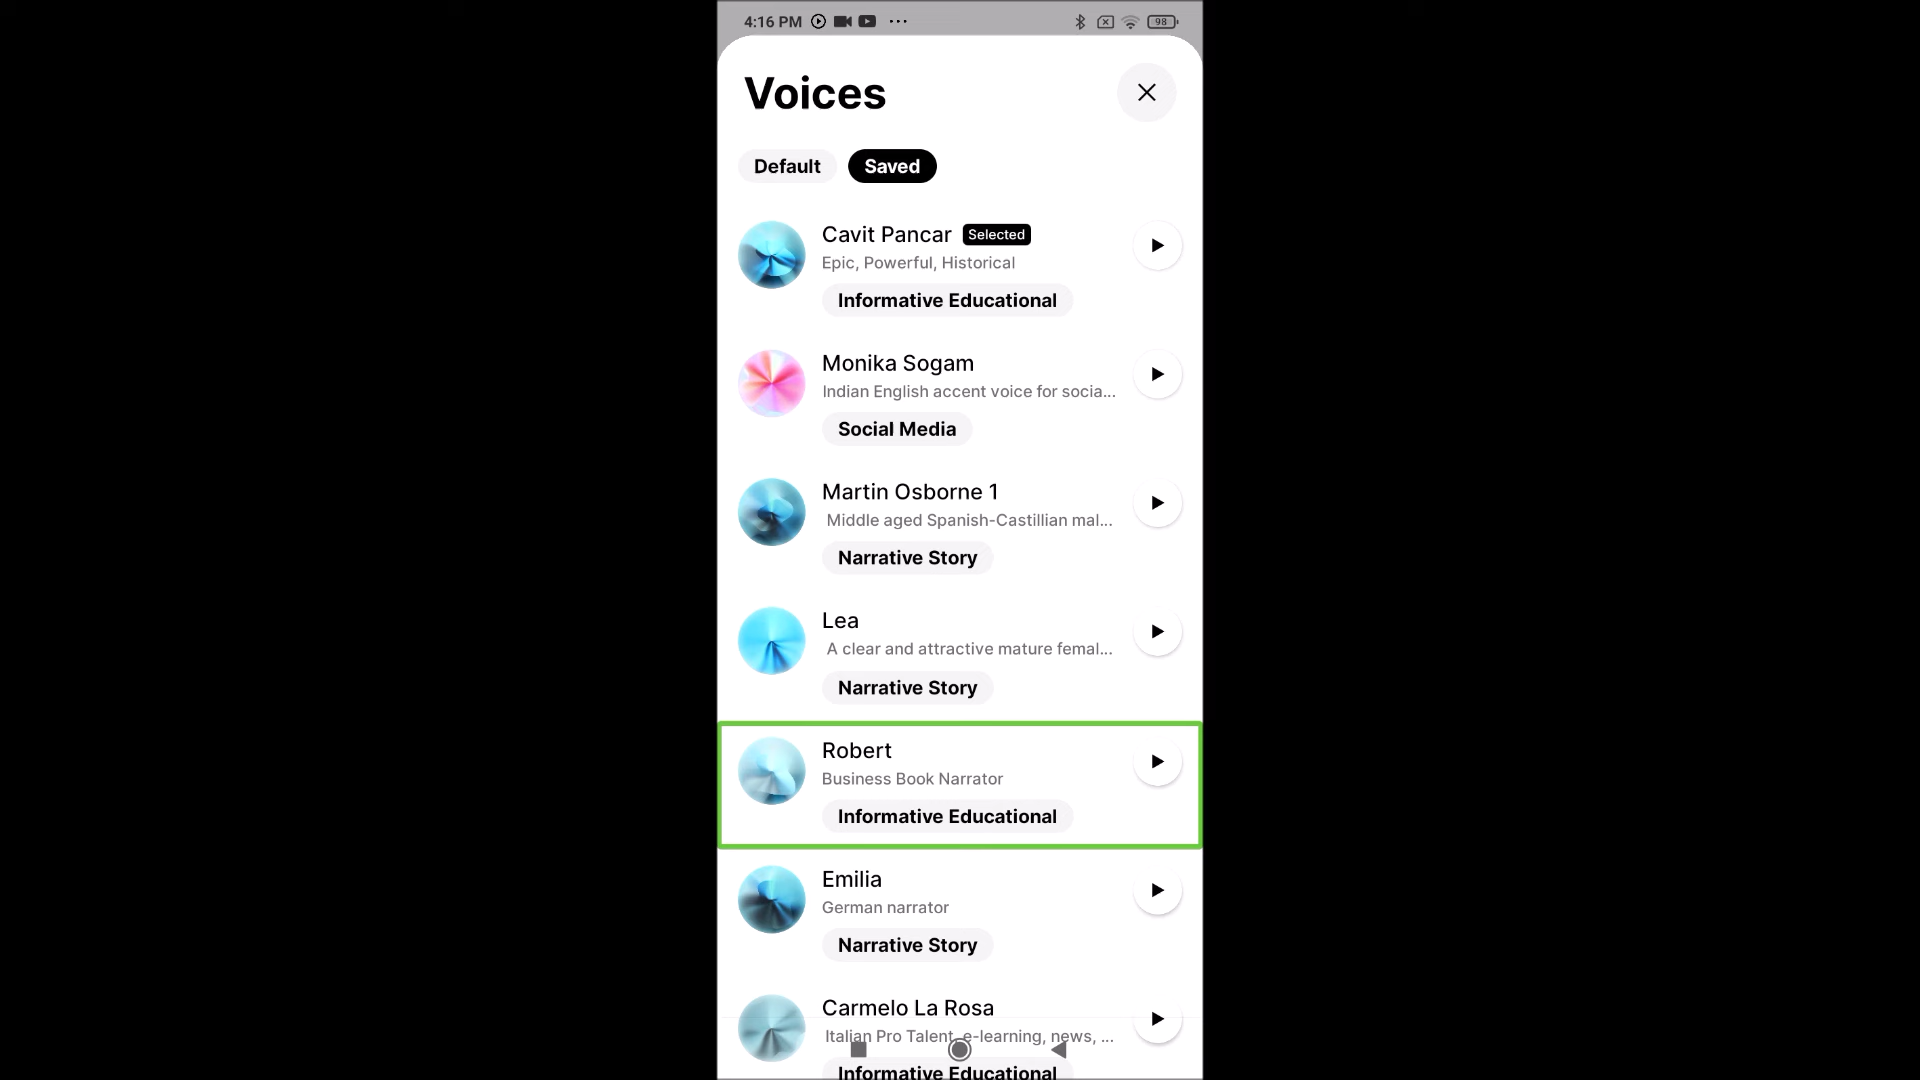 4:16 PM 98
Voices
Default Saved
Cavit Pancar Selected
Epic, Powerful, Historical
Informative Educational
Monika Sogam
Indian English accent voice for socia...
Social Media
Martin Osborne 1
Middle aged Spanish-Castillian mal...
Narrative Story
Lea
A clear and attractive mature femal...
Narrative Story
Robert
Business Book Narrator
Informative Educational
Emilia
German narrator
Narrative Story
Carmelo La Rosa
Italian Pro Talent, e-learning, news, ...
Informative Educational